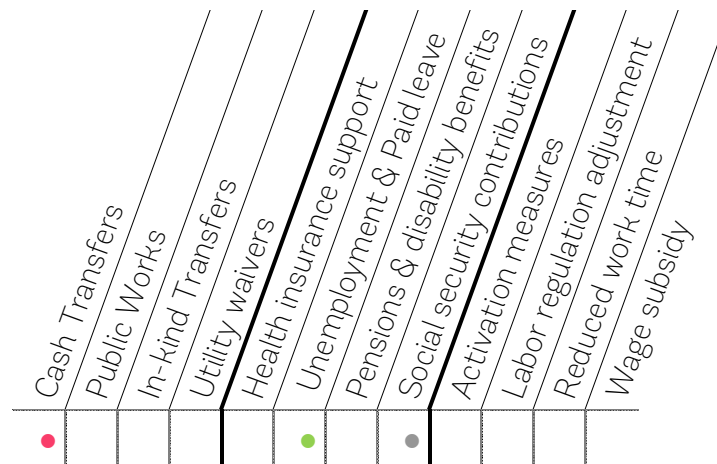 Cash Transfers
Public Works
In-kind Transfers
Utility waivers
Health insurance support
Unemployment & Paid leave
Pensions & disability benefits
Social security contributions
Activation measures
Labor regulation adjustment
Reduced work time
Wage subsidy